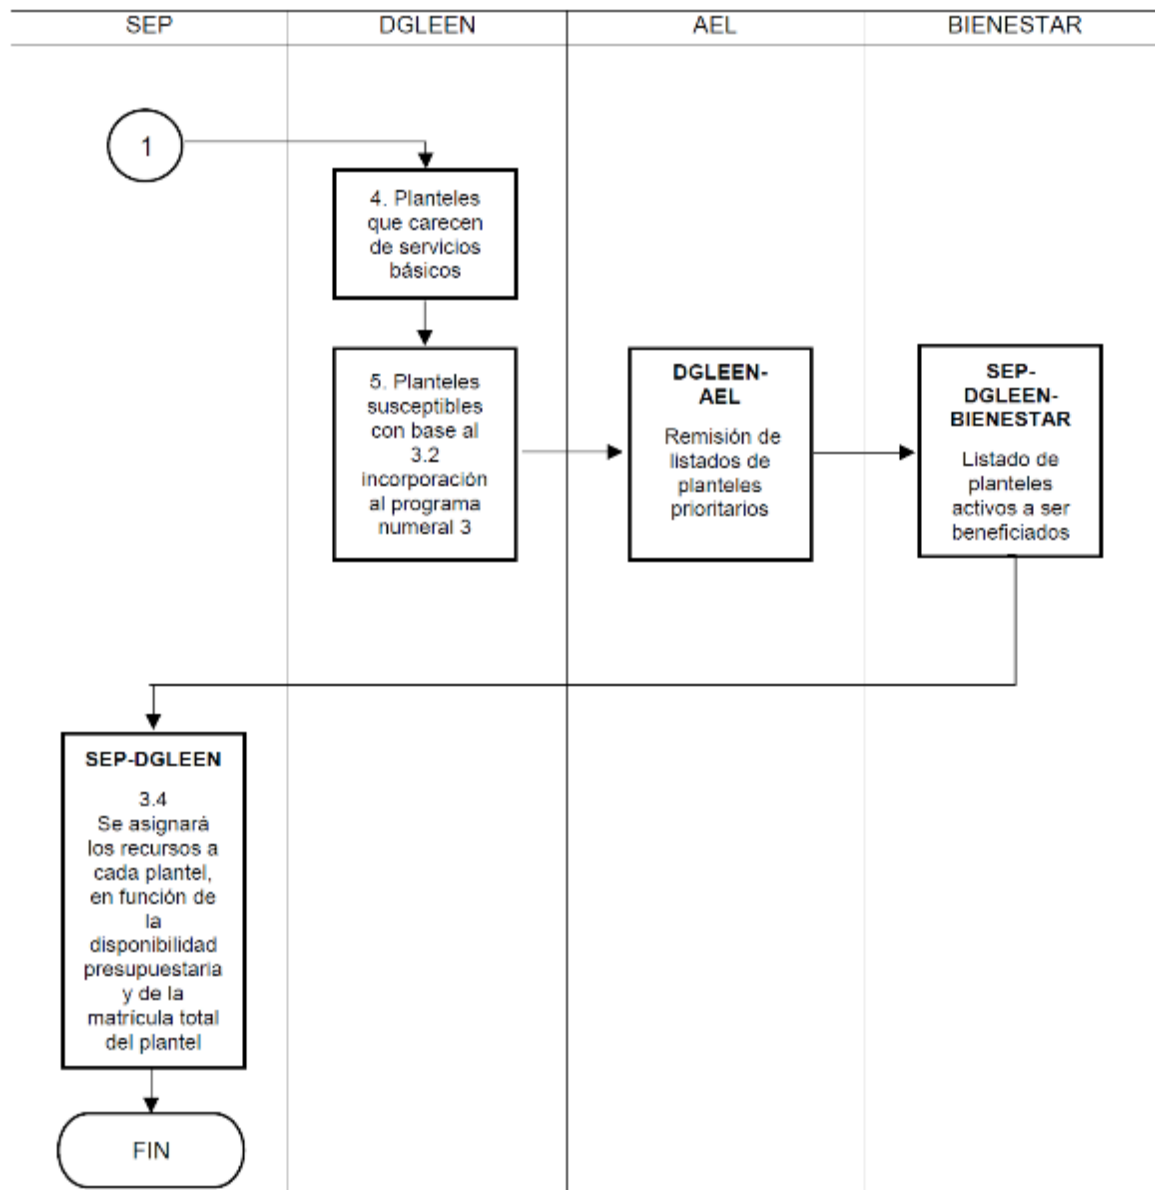 SEP DGLEEN AEL BIENESTAR
1
4. Planteles
que carecen
de servicios
básicos
5. Planteles
susceptibles
con base al
3.2
incorporación
al programa
numeral 3
DGLEEN-
AEL
Remisión de
listados de
planteles
prioritarios
SEP-
DGLEEN-
BIENESTAR
Listado de
planteles
activos a ser
beneficiados
SEP-DGLEEN
3.4
Se asignará
los recursos a
cada plantel,
en función de
la
disponibilidad
presupuestaria
y de la
matrícula total
del plantel
FIN